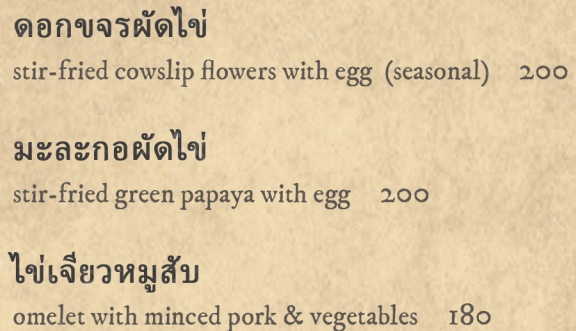 ดอกขจรผัดไข่
stir-fried cowslip flowers with egg (seasonal) 200
มะละกอผัดไข่
stir-fried green papaya with egg 200
ไข่เจียวหมูสับ
omelet with minced pork & vegetables 180